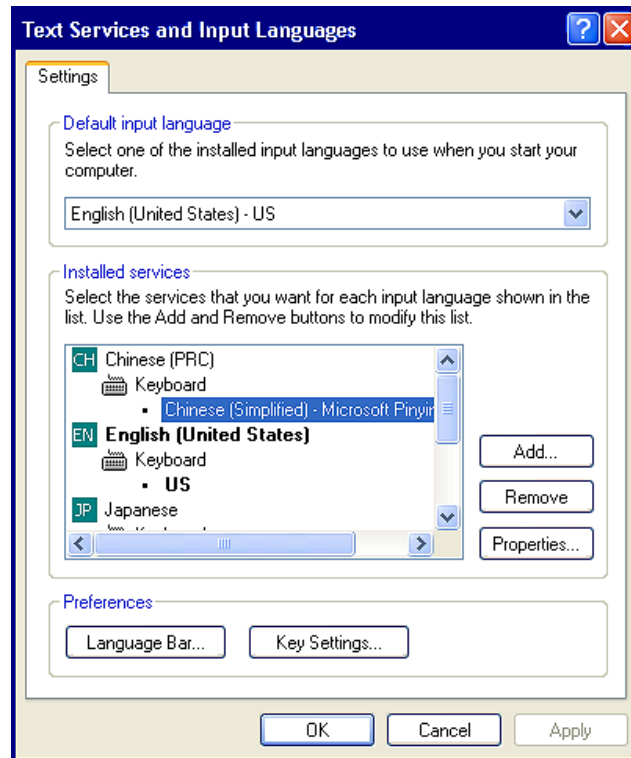 Text Services and Input Languages
Settings
Default input language
Select one of the installed input languages to use when you start your
computer.
English (United States) - US
Installed services
Select the services that you want for each input language shown in the
list. Use the Add and Remove buttons to modify this list.
CH Chinese (PRC)
Keyboard
Chinese (Simplified) - Microsoft Pinyin
EN English (United States)
Keyboard
US
JP Japanese
Add...
Remove
Properties...
Preferences
Language Bar...
Key Settings...
OK
Cancel
Apply